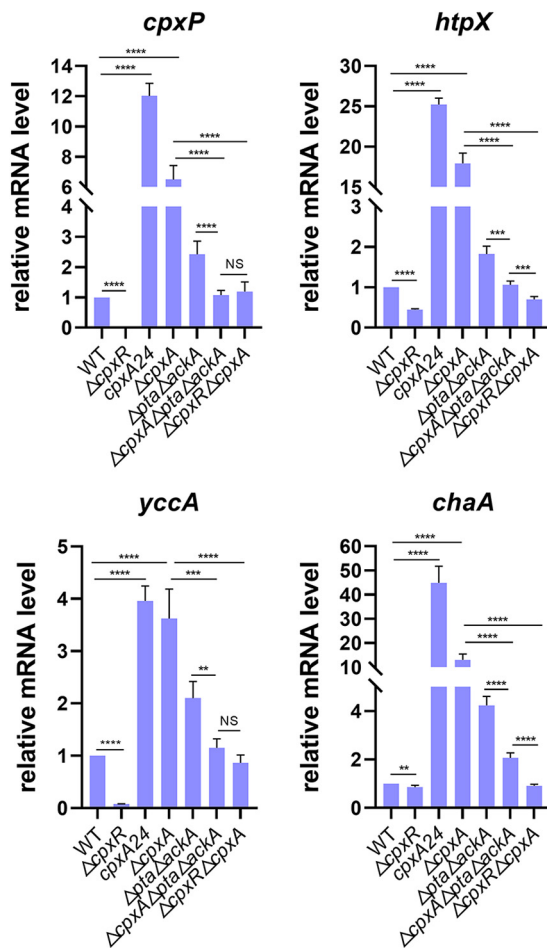 cpxP
relative mRNA level
14
12
10
8
6
4
3
2
1
0
****
****
****
****
****
****
NS
WT
ΔcpxR
cpxA24
ΔcpxA
ΔptaΔackA
ΔcpxAΔptaΔackA
ΔcpxRΔcpxA
htpX
relative mRNA level
30
25
20
15
3
2
1
0
****
****
****
****
****
***
***
WT
ΔcpxR
cpxA24
ΔcpxA
ΔptaΔackA
ΔcpxAΔptaΔackA
ΔcpxRΔcpxA
yccA
relative mRNA level
5
4
3
2
1
0
****
****
****
***
**
****
NS
WT
ΔcpxR
cpxA24
ΔcpxA
ΔptaΔackA
ΔcpxAΔptaΔackA
ΔcpxRΔcpxA
chaA
relative mRNA level
60
50
40
30
20
10
4
2
0
****
****
****
****
****
****
**
WT
ΔcpxR
cpxA24
ΔcpxA
ΔptaΔackA
ΔcpxAΔptaΔackA
ΔcpxRΔcpxA